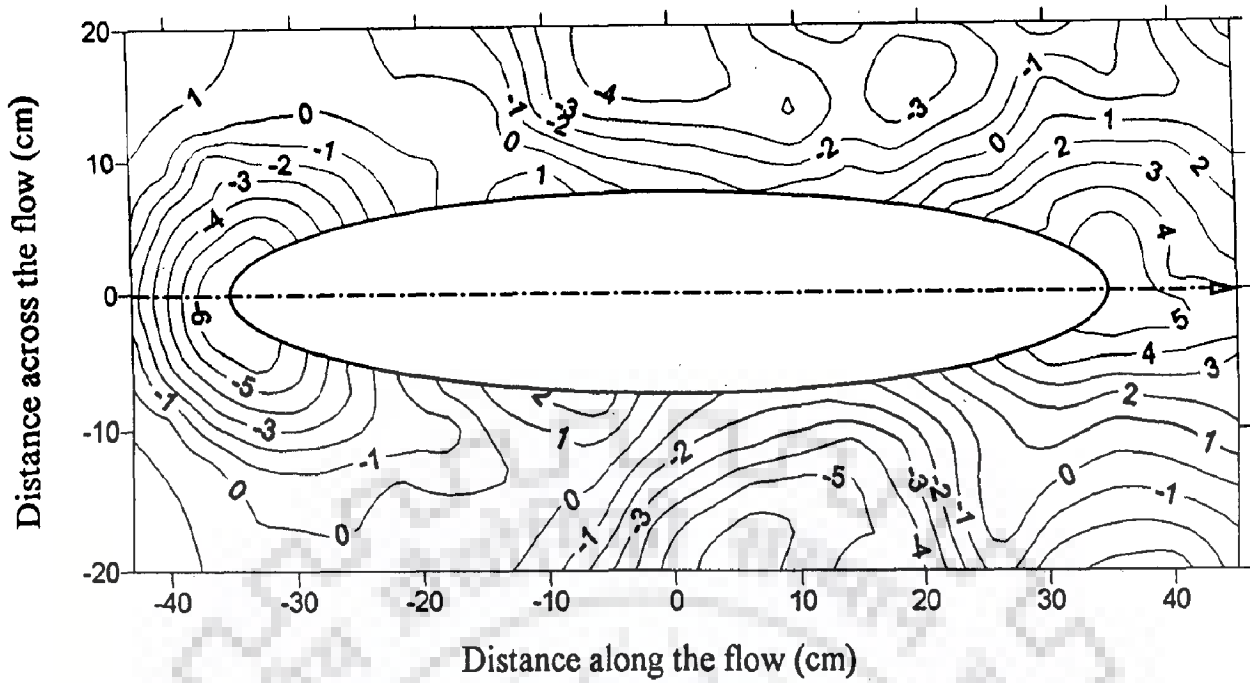 20
10
0
-10
-20
Distance across the flow (cm)
1 0 -1 -2 -3 -4
-1 -3 -2 0 1 -4
-2 -3 -1 0 1 2 3 2 4
-6 -5 -3 -1 -1 0 0
2 1 0 -1 -2 -3 -5
-3 -2 -1 -4 0 -1
5 4 3 2 1
-40 -30 -20 -10 0 10 20 30 40
Distance along the flow (cm)